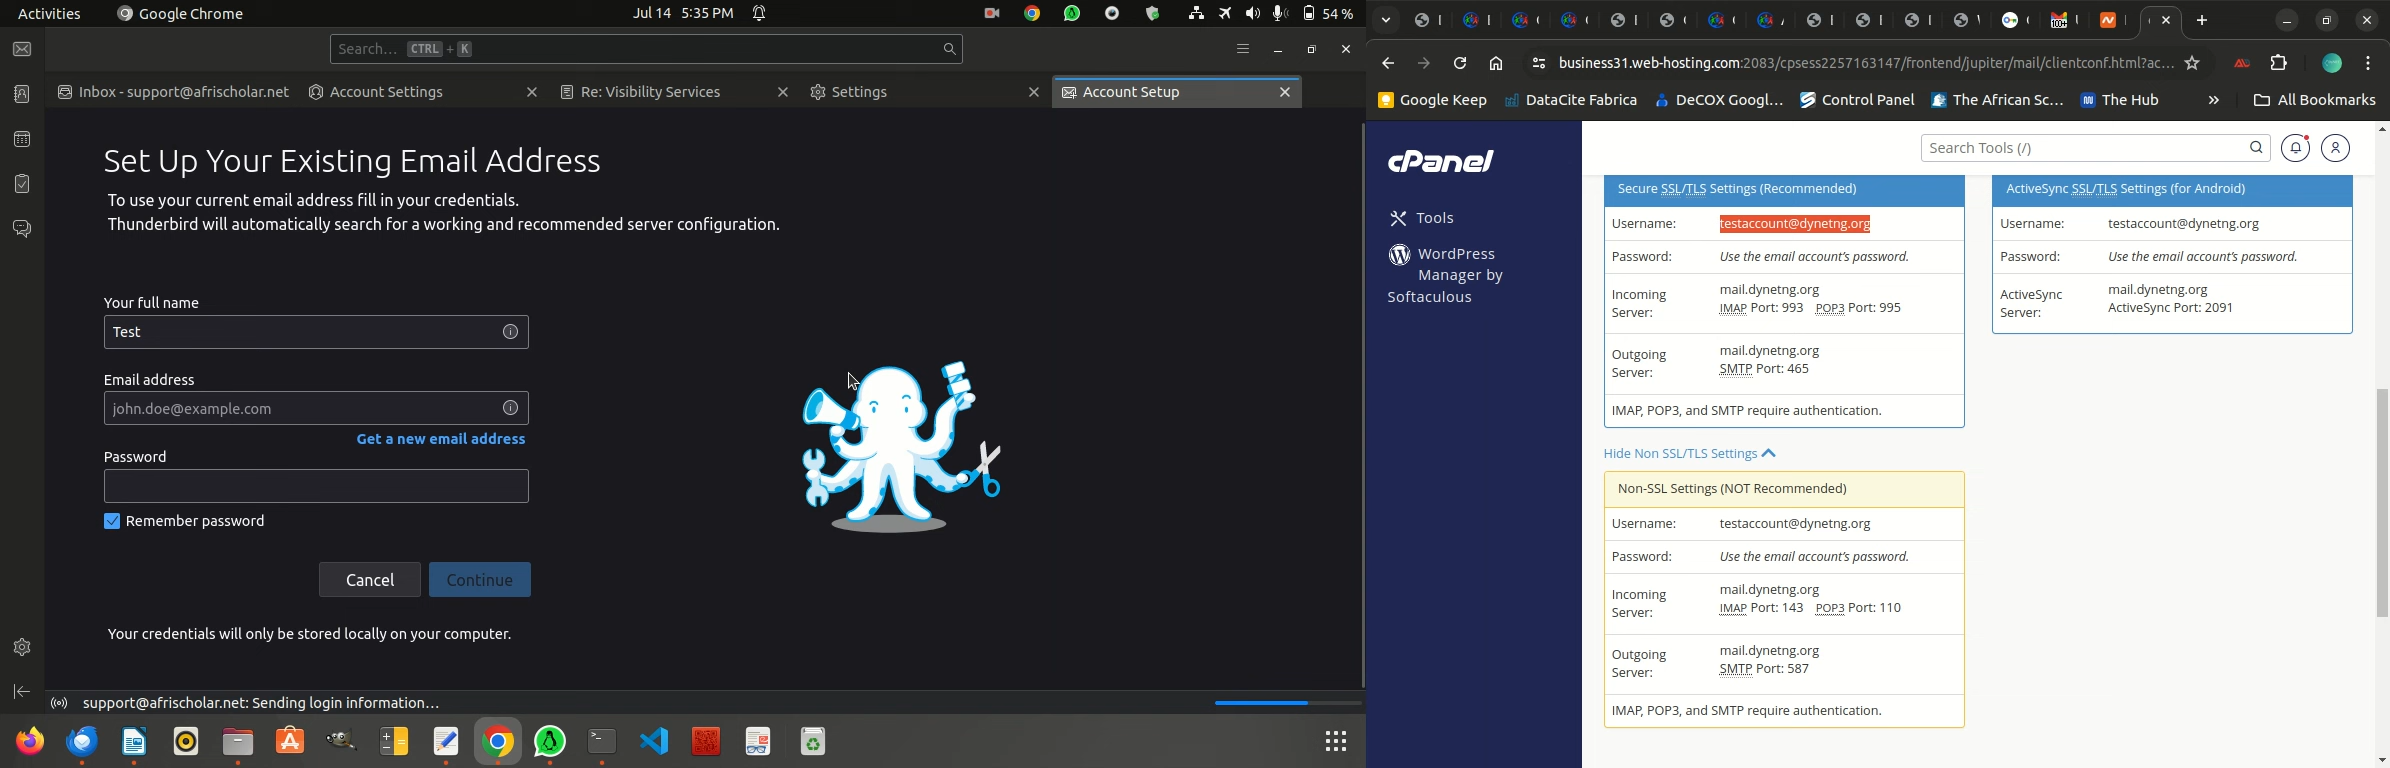 Activities
Google Chrome
Jul 14 5:35 PM
54 %
Search... CTRL + K
Inbox - support@afrischolar.net
Account Settings
Re: Visibility Services
Settings
Account Setup
Set Up Your Existing Email Address
To use your current email address fill in your credentials.
Thunderbird will automatically search for a working and recommended server configuration.
Your full name
Test
Email address
john.doe@example.com
Get a new email address
Password
Remember password
Cancel
Continue
Your credentials will only be stored locally on your computer.
support@afrischolar.net: Sending login information...
business31.web-hosting.com:2083/cpsess2257163147/frontend/jupiter/mail/clientconf.html?ac...
Google Keep
DataCite Fabrica
DeCOX Googl...
Control Panel
The African Sc...
The Hub
All Bookmarks
cPanel
Search Tools (/)
Tools
WordPress
Manager by
Softaculous
Secure SSL/TLS Settings (Recommended)
Username: testaccount@dynetng.org
Password: Use the email account's password.
Incoming Server: mail.dynetng.org
IMAP Port: 993 POP3 Port: 995
Outgoing Server: mail.dynetng.org
SMTP Port: 465
IMAP, POP3, and SMTP require authentication.
ActiveSync SSL/TLS Settings (for Android)
Username: testaccount@dynetng.org
Password: Use the email account's password.
ActiveSync Server: mail.dynetng.org
ActiveSync Port: 2091
Hide Non SSL/TLS Settings
Non-SSL Settings (NOT Recommended)
Username: testaccount@dynetng.org
Password: Use the email account's password.
Incoming Server: mail.dynetng.org
IMAP Port: 143 POP3 Port: 110
Outgoing Server: mail.dynetng.org
SMTP Port: 587
IMAP, POP3, and SMTP require authentication.